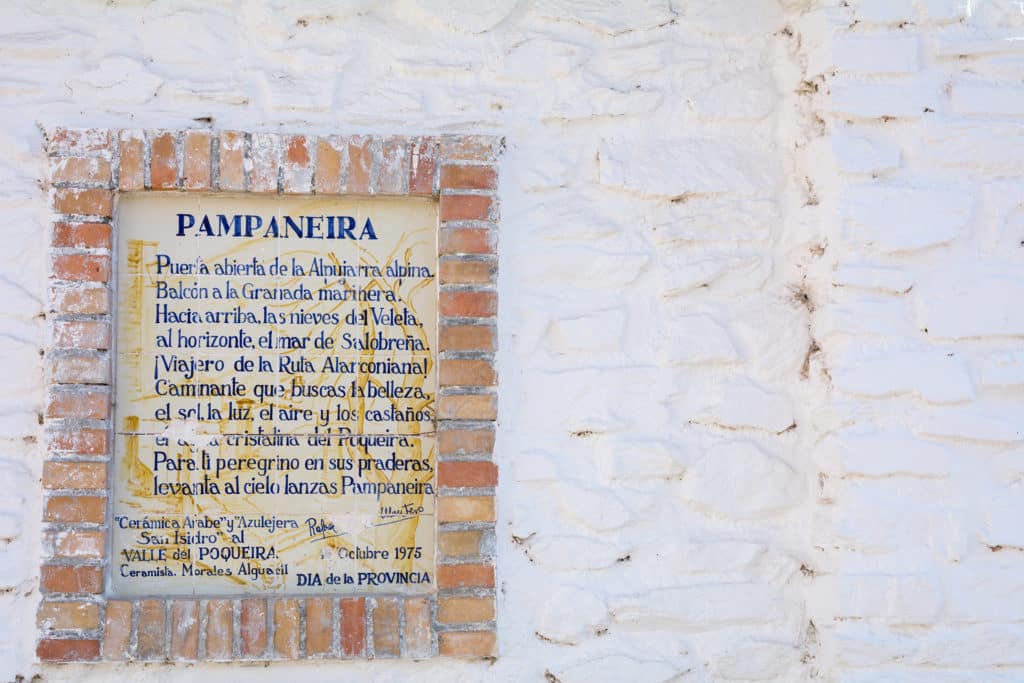 PAMPANEIRA
Puerta abierta de la Alpujarra alpina.
Balcón a la Granada marinera.
Hacia arriba, las nieves del Veleta,
al horizonte, el mar de Salobreña.
¡Viajero de la Ruta Alarconiana!
Caminante que buscas la belleza,
el sol, la luz, el aire y los castaños,
el agua cristalina del Poqueira.
Para, ti peregrino en sus praderas,
levanta al cielo lanzas Pampaneira
"Cerámica Arabe" y "Azulejera
San Isidro" al
VALLE del POQUEIRA.
Octubre 1975
Ceramista. Morales Alguacil
DIA de la PROVINCIA